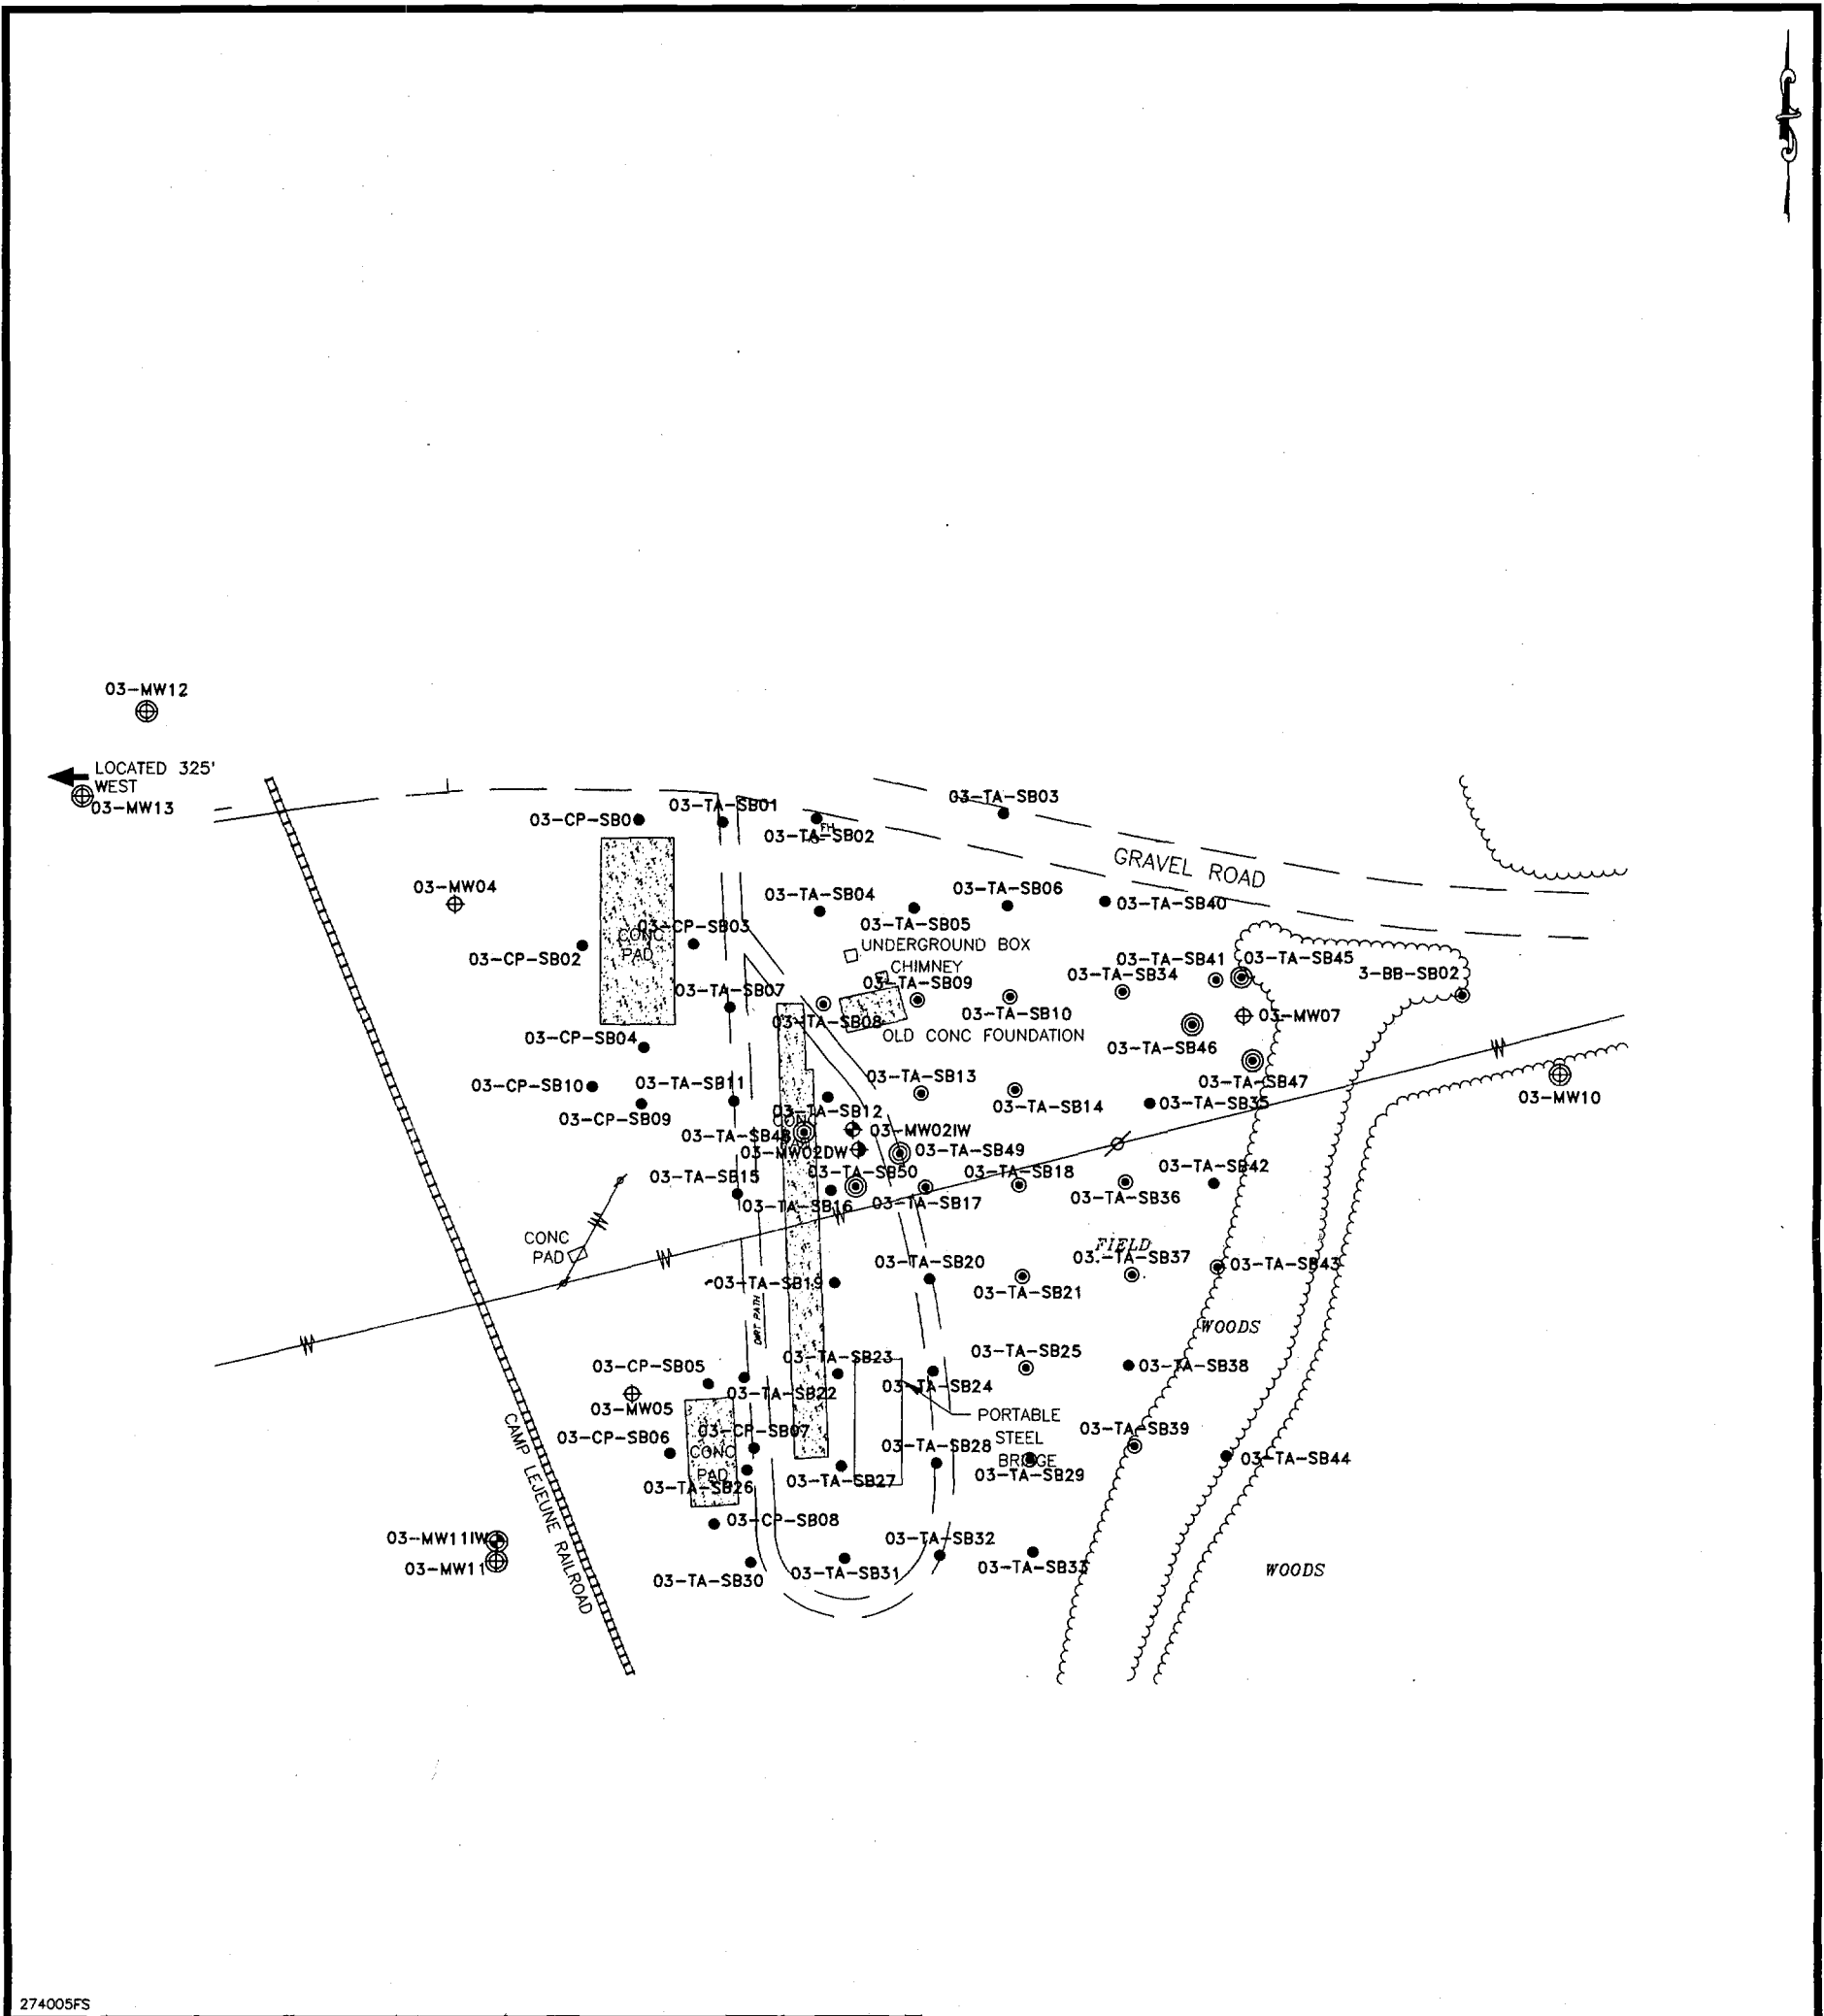 03-MW12
LOCATED 325'
WEST
03-MW13
03-TA-SB03
03-TA-SB01
03-CP-SB0
FH
03-TA-SB02
GRAVEL ROAD
03-MW04
03-TA-SB04
03-TA-SB06
03-TA-SB40
03-TA-SB05
03-CP-SB03
CONC
PAD
UNDERGROUND BOX
03-CP-SB02
CHIMNEY
03-TA-SB41
03-TA-SB45
03-TA-SB34
3-BB-SB02
03-TA-SB09
03-TA-SB07
03-TA-SB10
03-MW07
03-TA-SB08
OLD CONC FOUNDATION
03-CP-SB04
03-TA-SB46
03-TA-SB13
03-TA-SB11
03-TA-SB47
03-CP-SB10
03-MW10
03-TA-SB14
03-TA-SB35
03-TA-SB12
03-CP-SB09
CONC
03-MW02IW
03-TA-SB48
03-TA-SB49
03-MW02DW
03-TA-SB42
03-TA-SB50
03-TA-SB18
03-TA-SB15
03-TA-SB36
03-TA-SB16
03-TA-SB17
W
W
W
W
W
CONC
PAD
FIELD
03-TA-SB37
03-TA-SB20
03-TA-SB43
03-TA-SB19
03-TA-SB21
DIRT PATH
WOODS
03-TA-SB23
03-TA-SB25
03-CP-SB05
03-TA-SB38
03-TA-SB24
03-TA-SB22
03-MW05
PORTABLE
STEEL
BRIDGE
03-TA-SB39
03-CP-SB07
03-CP-SB06
CONC
PAD
03-TA-SB28
03-TA-SB44
03-TA-SB29
03-TA-SB27
03-TA-SB26
CAMP LEJEUNE RAILROAD
03-CP-SB08
03-MW11IW
03-TA-SB32
03-MW11
03-TA-SB33
WOODS
03-TA-SB31
03-TA-SB30
274005FS